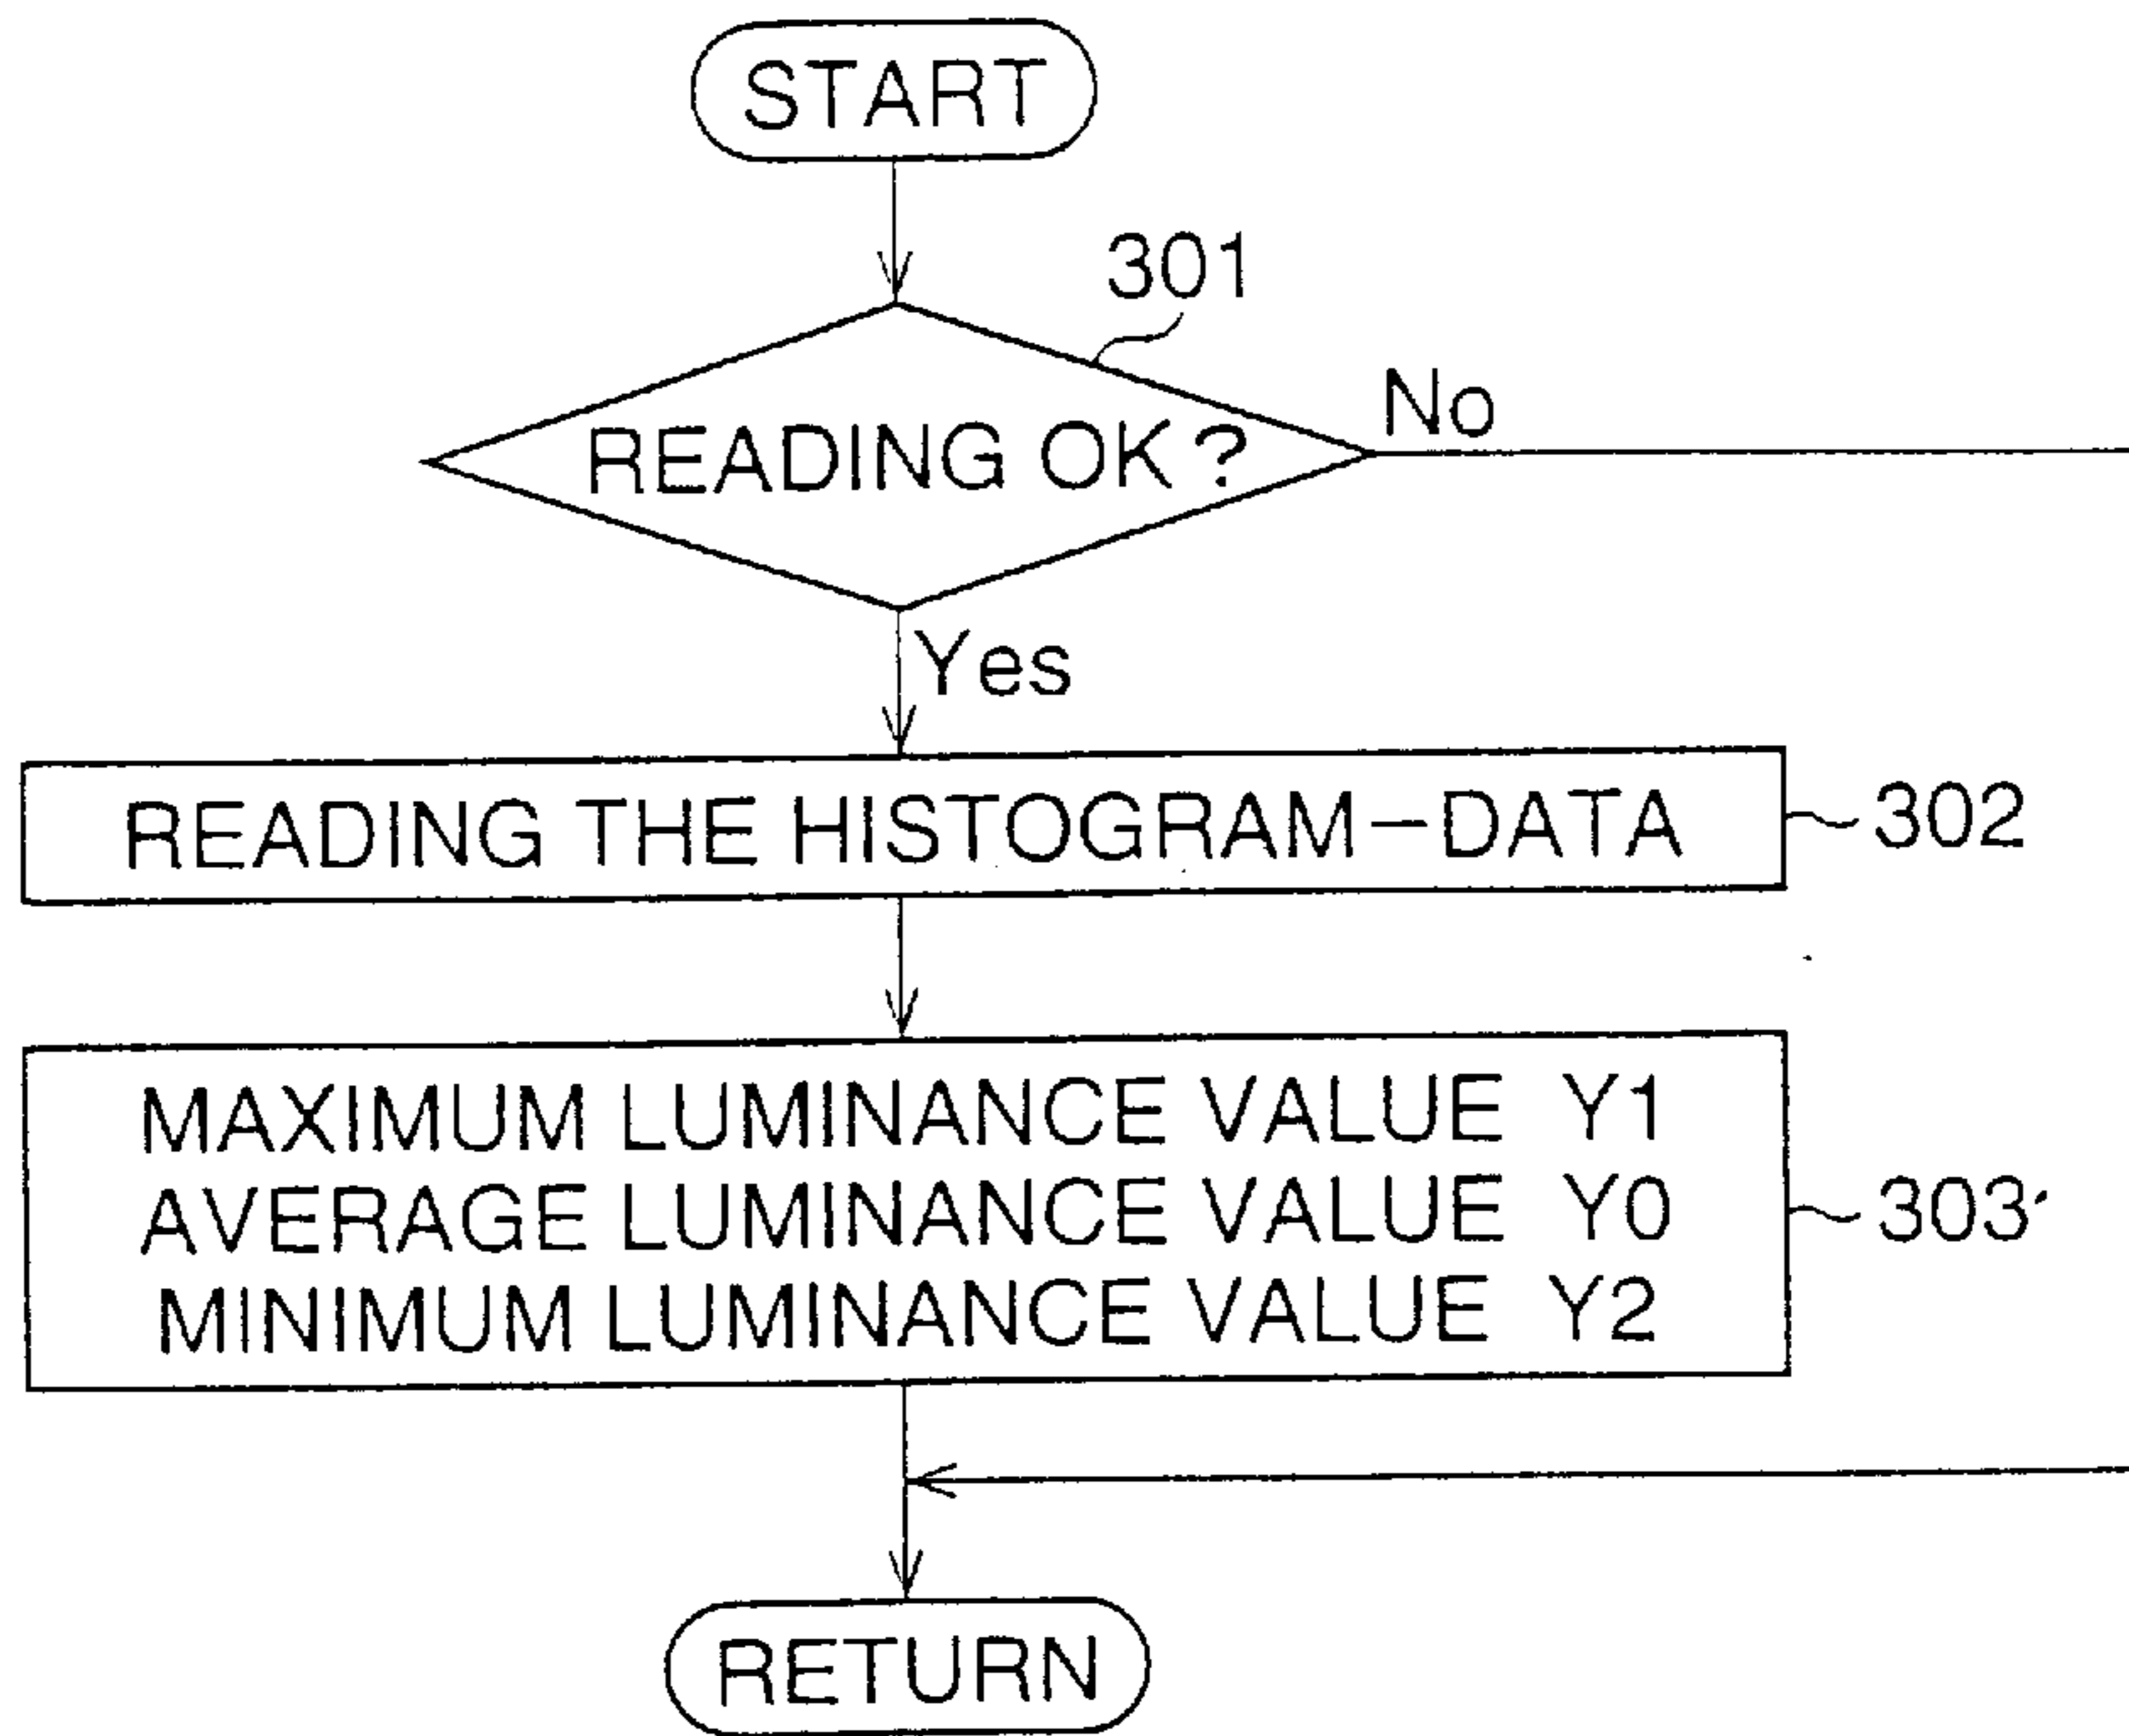 START
301
READING OK?
No
Yes
READING THE HISTOGRAM-DATA
302
MAXIMUM LUMINANCE VALUE Y1
AVERAGE LUMINANCE VALUE Y0
303'
MINIMUM LUMINANCE VALUE Y2
RETURN